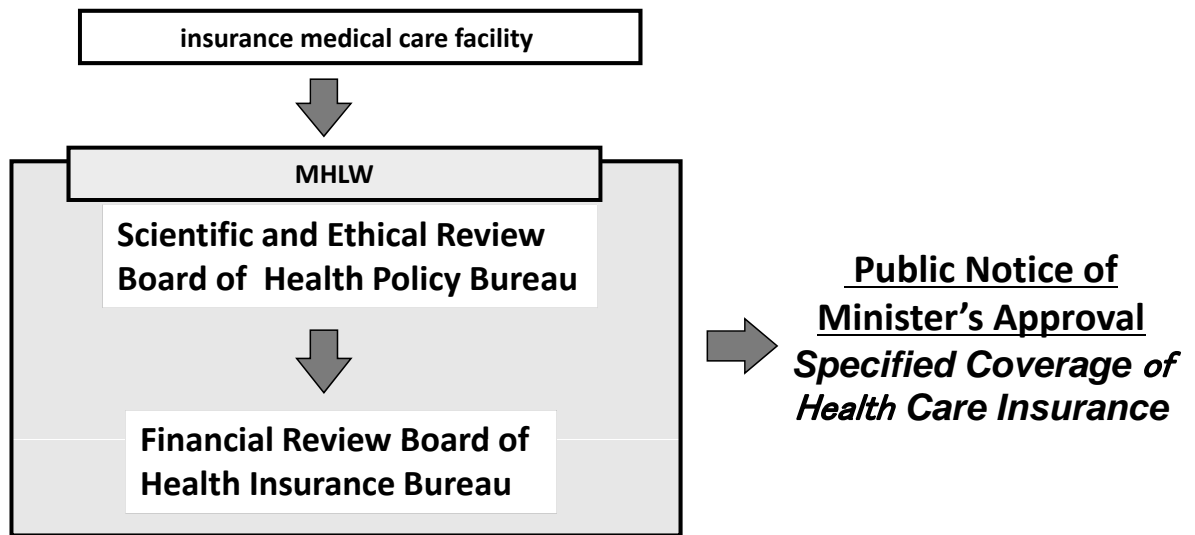 insurance medical care facility
MHLW
Scientific and Ethical Review
Board of Health Policy Bureau
Financial Review Board of
Health Insurance Bureau
Public Notice of
Minister’s Approval
Specified Coverage of
Health Care Insurance